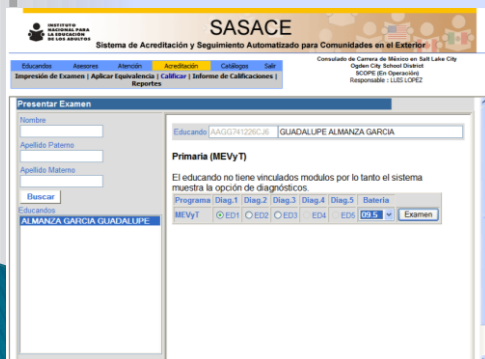 INSTITUTO
NACIONAL PARA
LA EDUCACIÓN
DE LOS ADULTOS
SASACE
Sistema de Acreditación y Seguimiento Automatizado para Comunidades en el Exterior
Consulado de Carrera de México en Salt Lake City
Ogden City School District
SCOPE (En Operación)
Responsable : LUIS LOPEZ
Educandos Asesores Atención Acreditación Catálogos Salir
Impresión de Examen | Aplicar Equivalencia | Calificar | Informe de Calificaciones |
Reportes
Presentar Examen
Nombre
Apellido Paterno
Apellido Materno
Buscar
Educandos
ALMANZA GARCIA GUADALUPE
Educando AAGG741226CJ6 GUADALUPE ALMANZA GARCIA
Primaria (MEVyT)
El educando no tiene vinculados modulos por lo tanto el sistema
muestra la opción de diagnósticos.
Programa Diag.1 Diag.2 Diag.3 Diag.4 Diag.5 Bateria
MEVyT ED1 ED2 ED3 ED4 ED5 09.5 Examen